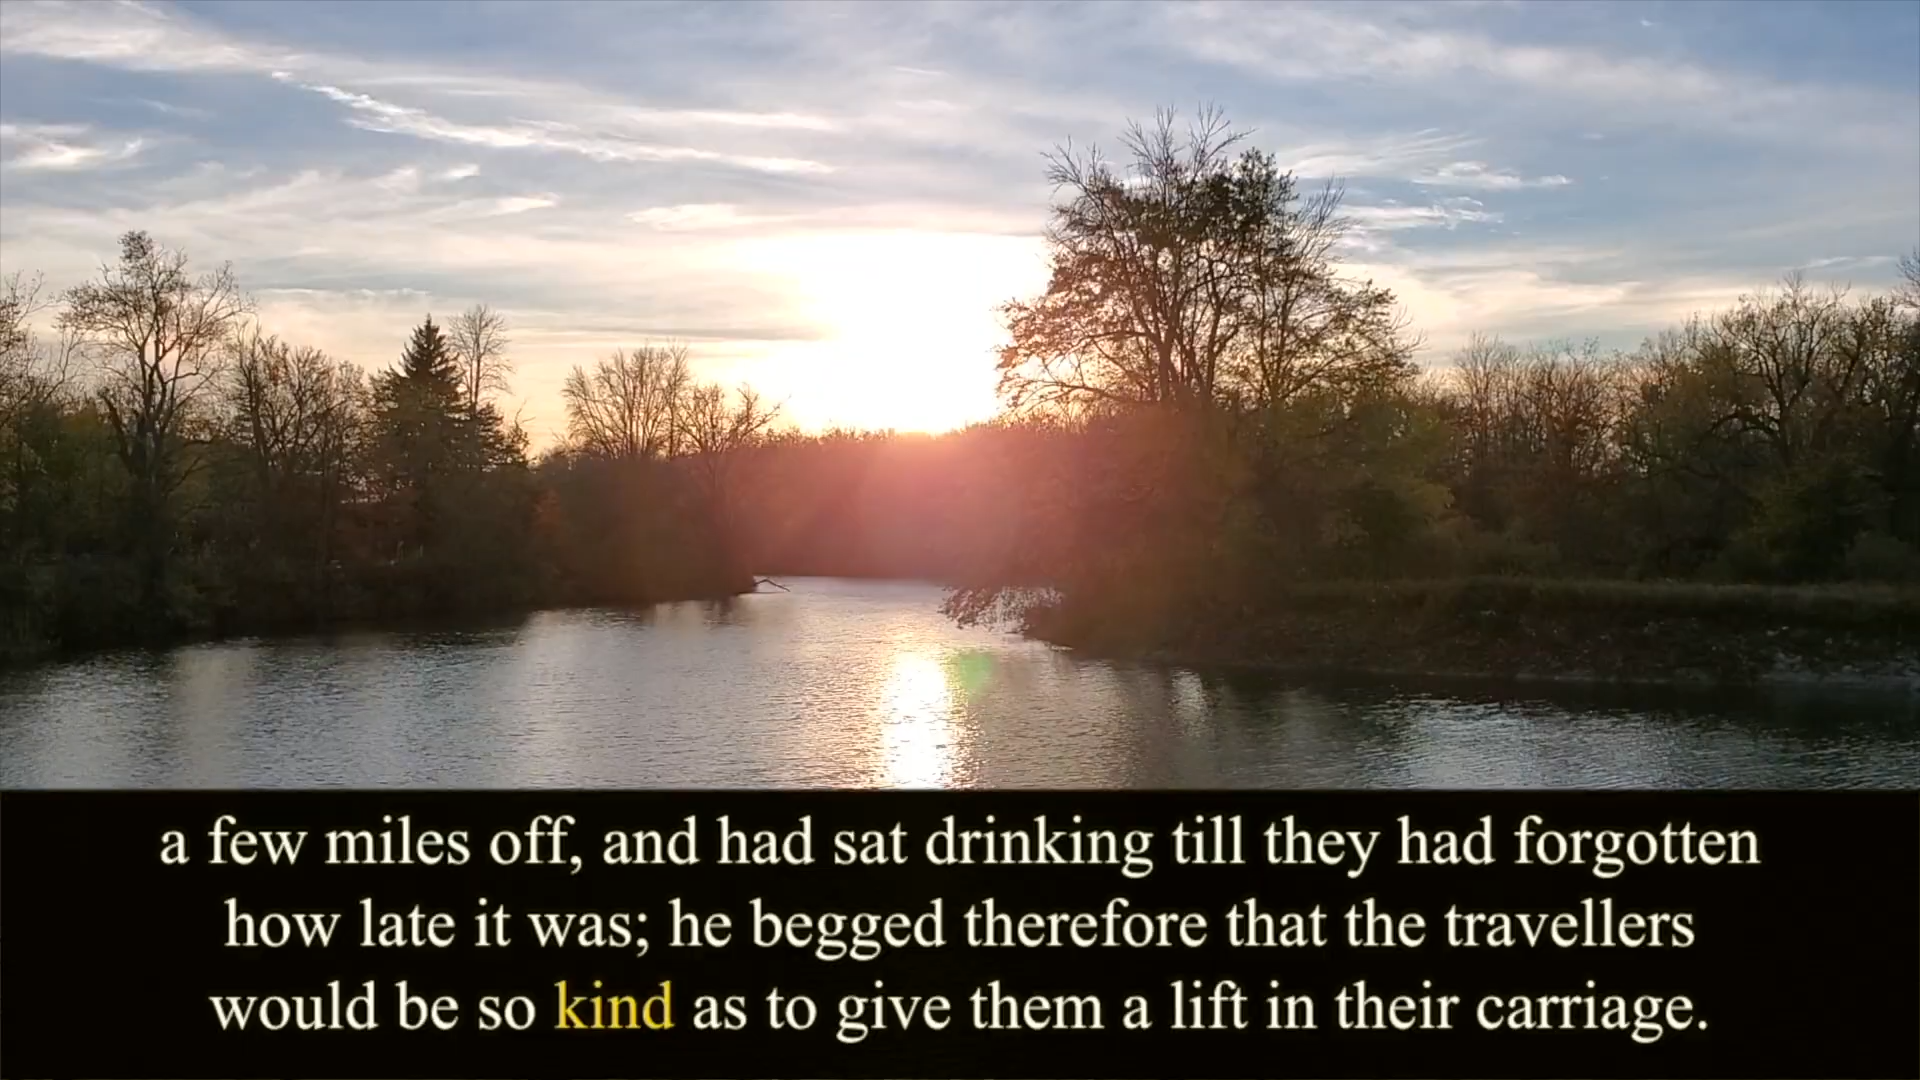 a few miles off, and had sat drinking till they had forgotten
how late it was; he begged therefore that the travellers
would be so kind as to give them a lift in their carriage.